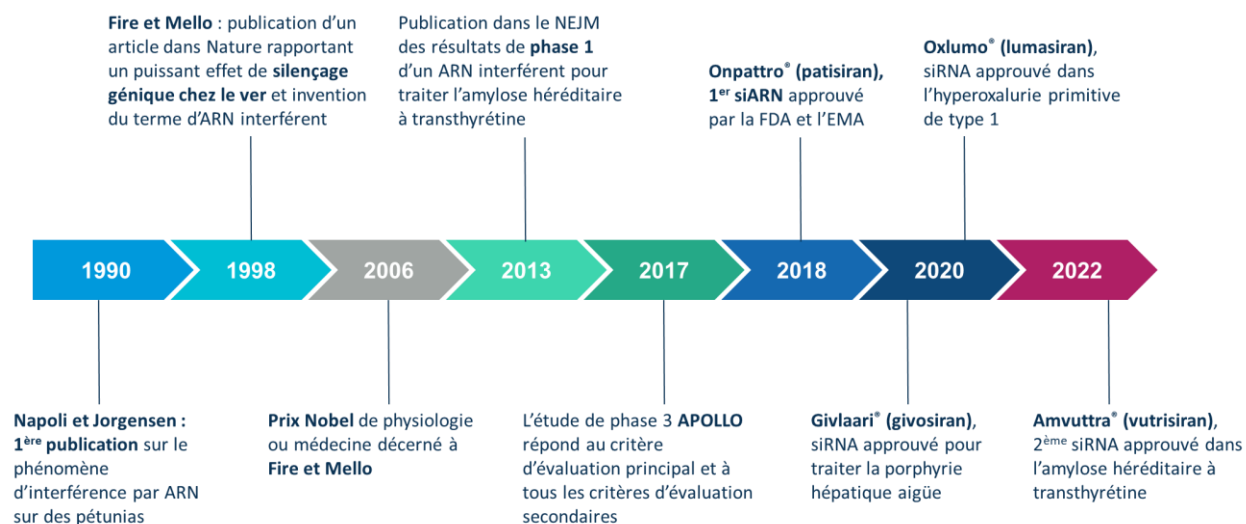 Fire et Mello : publication d’un
article dans Nature rapportant
un puissant effet de silençage
génique chez le ver et invention
du terme d’ARN interférent
Publication dans le NEJM
des résultats de phase 1
d’un ARN interférent pour
traiter l’amylose héréditaire
à transthyrétine
Onpattro® (patisiran),
1er siARN approuvé
par la FDA et l’EMA
Oxlumo® (lumasiran),
siRNA approuvé dans
l’hyperoxalurie primitive
de type 1
1990
1998
2006
2013
2017
2018
2020
2022
Napoli et Jorgensen :
1ère publication sur le
phénomène
d’interférence par ARN
sur des pétunias
Prix Nobel de physiologie
ou médecine décerné à
Fire et Mello
L’étude de phase 3 APOLLO
répond au critère
d’évaluation principal et à
tous les critères d’évaluation
secondaires
Givlaari® (givosiran),
siRNA approuvé pour
traiter la porphyrie
hépatique aigüe
Amvuttra® (vutrisiran),
2ème siRNA approuvé dans
l’amylose héréditaire à
transthyrétine